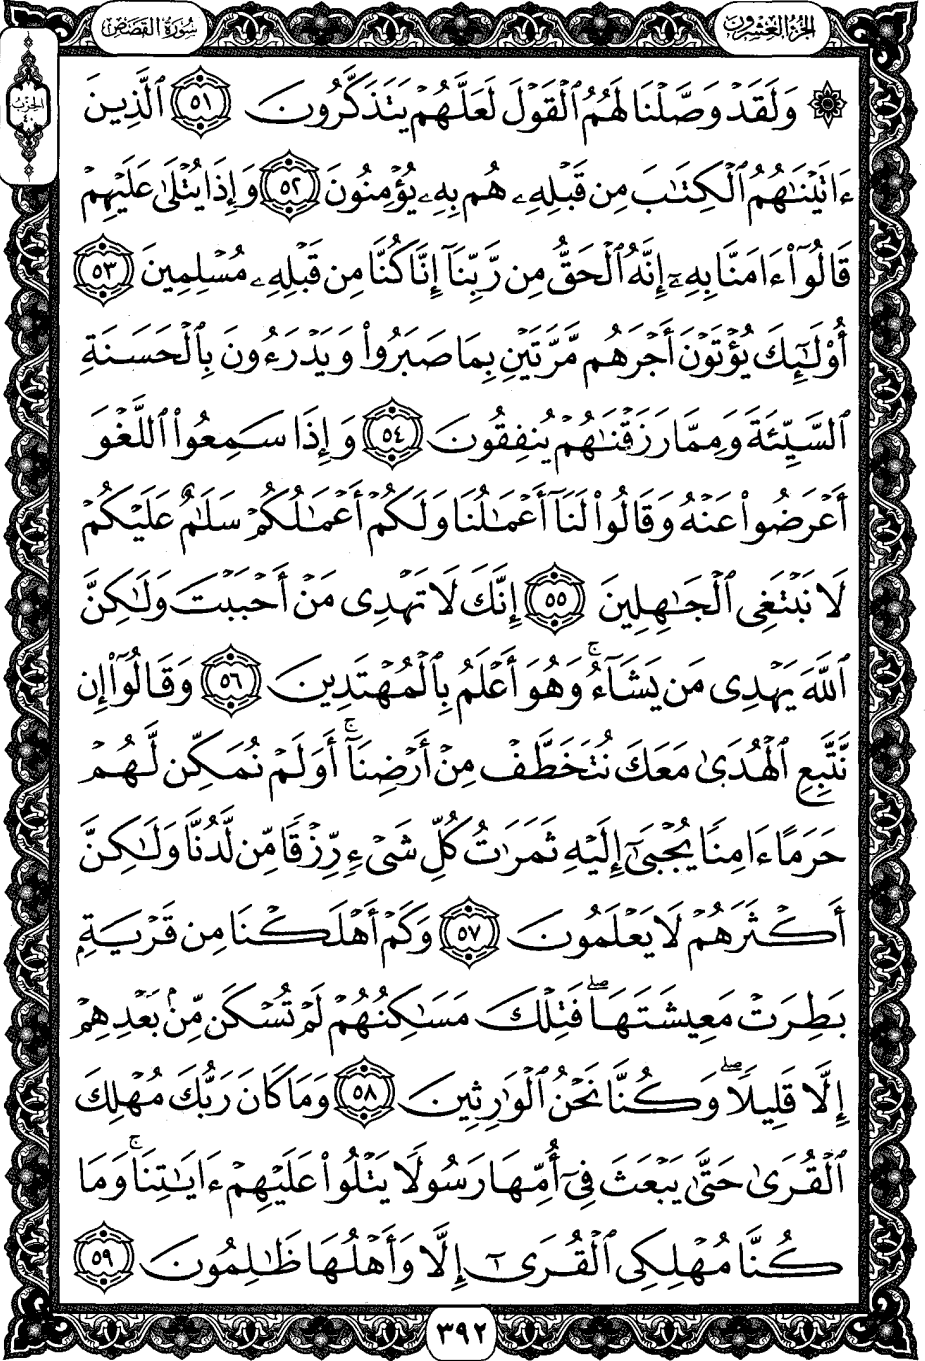 الجزء العشرون
سورة القصص
الحزب ٤٠
۞ وَلَقَدْ وَصَّلْنَا لَهُمُ ٱلْقَوْلَ لَعَلَّهُمْ يَتَذَكَّرُونَ ٥١ ٱلَّذِينَ
ءَاتَيْنَٰهُمُ ٱلْكِتَٰبَ مِن قَبْلِهِۦ هُم بِهِۦ يُؤْمِنُونَ ٥٢ وَإِذَا يُتْلَىٰ عَلَيْهِمْ
قَالُوٓا۟ ءَامَنَّا بِهِۦٓ إِنَّهُ ٱلْحَقُّ مِن رَّبِّنَآ إِنَّا كُنَّا مِن قَبْلِهِۦ مُسْلِمِينَ ٥٣
أُو۟لَٰٓئِكَ يُؤْتَوْنَ أَجْرَهُم مَّرَّتَيْنِ بِمَا صَبَرُوا۟ وَيَدْرَءُونَ بِٱلْحَسَنَةِ
ٱلسَّيِّئَةَ وَمِمَّا رَزَقْنَٰهُمْ يُنفِقُونَ ٥٤ وَإِذَا سَمِعُوا۟ ٱللَّغْوَ
أَعْرَضُوا۟ عَنْهُ وَقَالُوا۟ لَنَآ أَعْمَٰلُنَا وَلَكُمْ أَعْمَٰلُكُمْ سَلَٰمٌ عَلَيْكُمْ
لَا نَبْتَغِى ٱلْجَٰهِلِينَ ٥٥ إِنَّكَ لَا تَهْدِى مَنْ أَحْبَبْتَ وَلَٰكِنَّ
ٱللَّهَ يَهْدِى مَن يَشَآءُ ۚ وَهُوَ أَعْلَمُ بِٱلْمُهْتَدِينَ ٥٦ وَقَالُوٓا۟ إِن
نَّتَّبِعِ ٱلْهُدَىٰ مَعَكَ نُتَخَطَّفْ مِنْ أَرْضِنَآ ۚ أَوَلَمْ نُمَكِّن لَّهُمْ
حَرَمًا ءَامِنًا يُجْبَىٰٓ إِلَيْهِ ثَمَرَٰتُ كُلِّ شَىْءٍ رِّزْقًا مِّن لَّدُنَّا وَلَٰكِنَّ
أَكْثَرَهُمْ لَا يَعْلَمُونَ ٥٧ وَكَمْ أَهْلَكْنَا مِن قَرْيَةٍۭ
بَطِرَتْ مَعِيشَتَهَا ۖ فَتِلْكَ مَسَٰكِنُهُمْ لَمْ تُسْكَن مِّنۢ بَعْدِهِمْ
إِلَّا قَلِيلًا ۖ وَكُنَّا نَحْنُ ٱلْوَٰرِثِينَ ٥٨ وَمَا كَانَ رَبُّكَ مُهْلِكَ
ٱلْقُرَىٰ حَتَّىٰ يَبْعَثَ فِىٓ أُمِّهَا رَسُولًا يَتْلُوا۟ عَلَيْهِمْ ءَايَٰتِنَا ۚ وَمَا
كُنَّا مُهْلِكِى ٱلْقُرَىٰٓ إِلَّا وَأَهْلُهَا ظَٰلِمُونَ ٥٩
٣٩٢